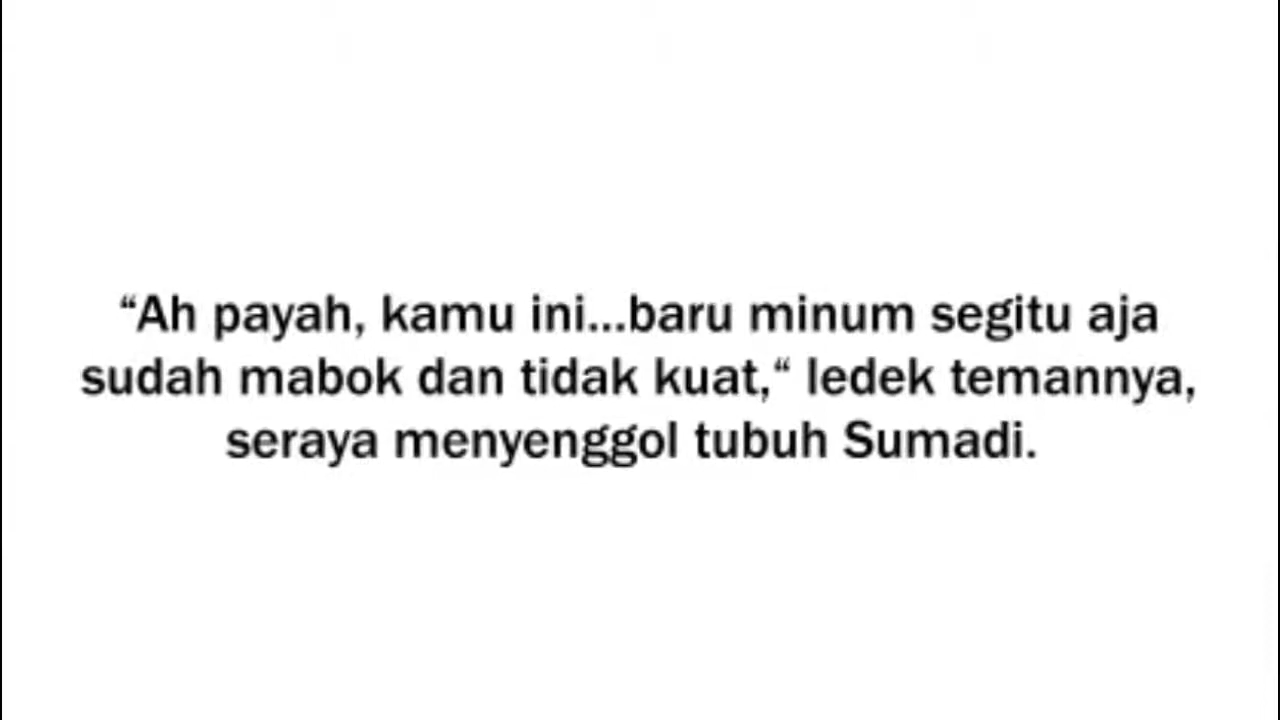 “Ah payah, kamu ini...baru minum segitu aja
sudah mabok dan tidak kuat,“ ledek temannya,
seraya menyenggol tubuh Sumadi.